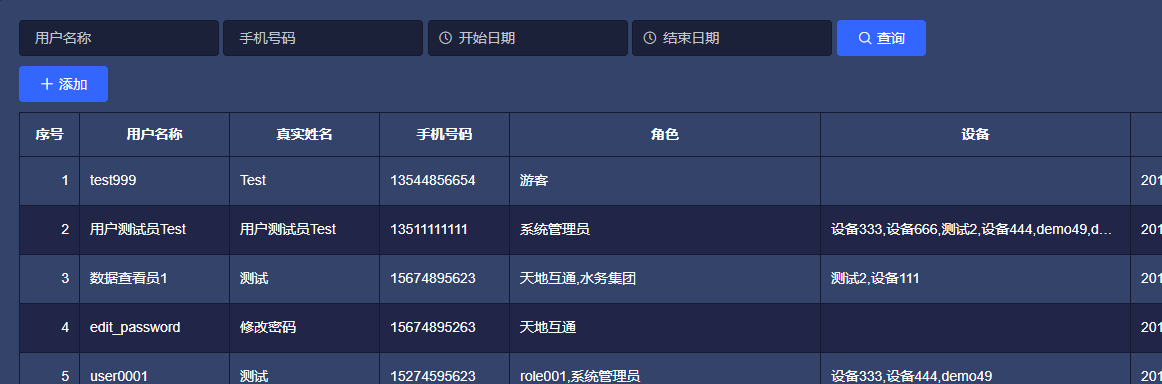 用户名称 手机号码 开始日期 结束日期 查询
添加
序号 用户名称 真实姓名 手机号码 角色 设备
1 test999 Test 13544856654 游客 201
2 用户测试员Test 用户测试员Test 13511111111 系统管理员 设备333,设备666,测试2,设备444,demo49,d... 201
3 数据查看员1 测试 15674895623 天地互通,水务集团 测试2,设备111 201
4 edit_password 修改密码 15674895263 天地互通 201
5 user0001 测试 15274595623 role001,系统管理员 设备333,设备444,demo49 201